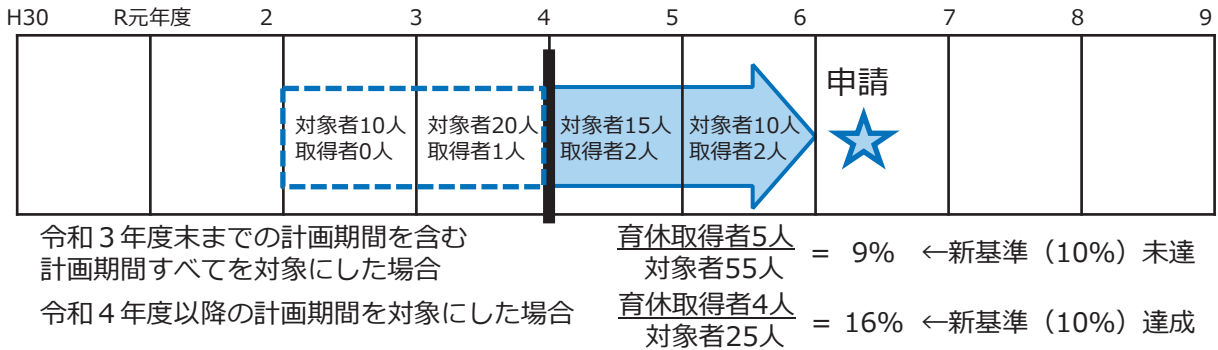 H30 R元年度 2 3 4 5 6 7 8 9
申請
対象者10人 対象者20人 対象者15人 対象者10人
取得者0人 取得者1人 取得者2人 取得者2人
令和３年度末までの計画期間を含む
計画期間すべてを対象にした場合
育休取得者5人
対象者55人
= 9% ←新基準（10%）未達
令和４年度以降の計画期間を対象にした場合
育休取得者4人
対象者25人
= 16% ←新基準（10%）達成